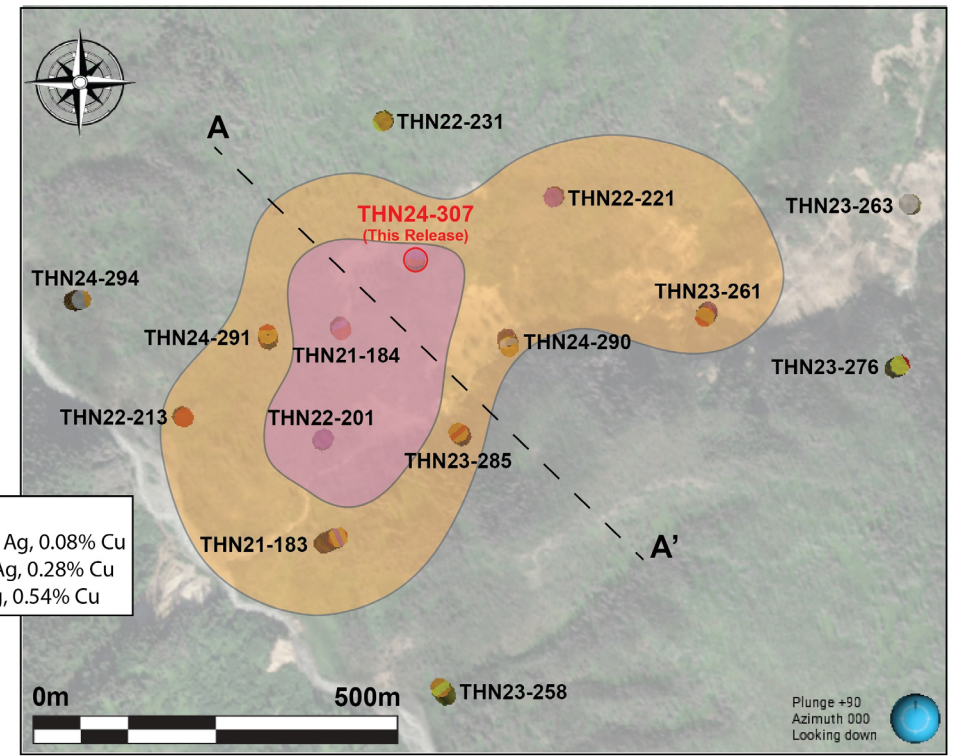 A
THN22-231
THN22-221
THN23-263
THN24-307
(This Release)
THN24-294
THN23-261
THN24-291
THN24-290
THN21-184
THN23-276
THN22-213
THN22-201
THN23-285
Ag, 0.08% Cu
Ag, 0.28% Cu
g, 0.54% Cu
THN21-183
A’
THN23-258
0m
500m
Plunge +90
Azimuth 000
Looking down